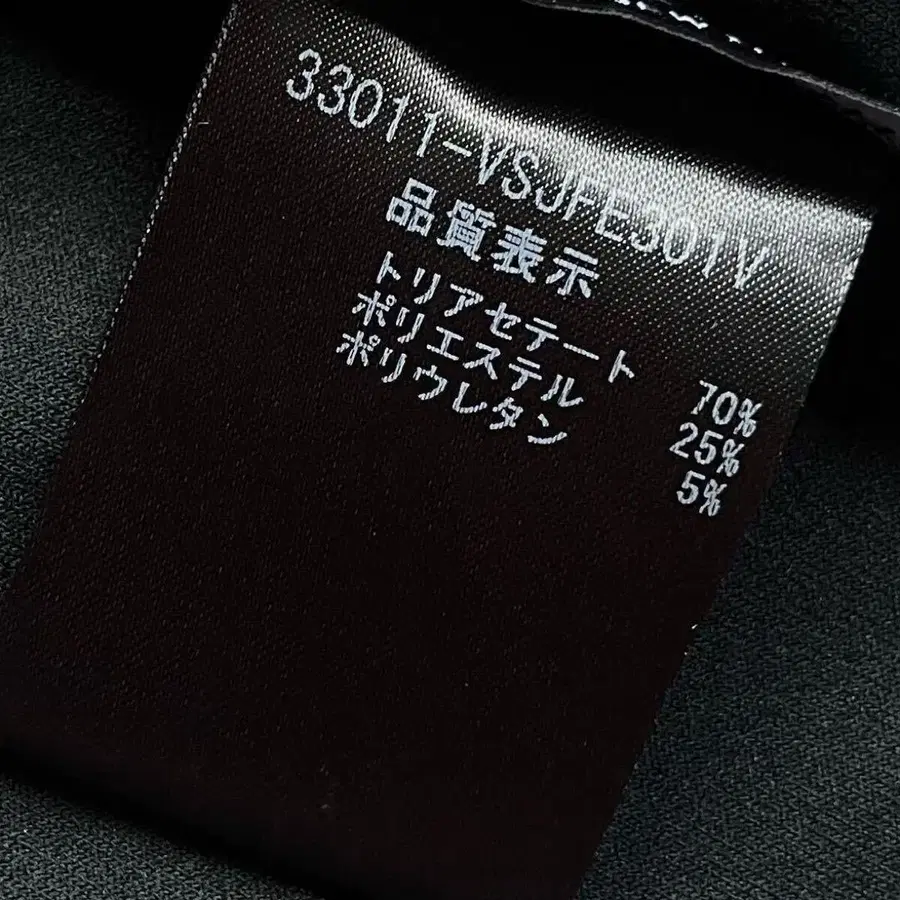 33011-VSJPE301V
品質表示
トリアセテート 70%
ポリエステル 25%
ポリウレタン 5%